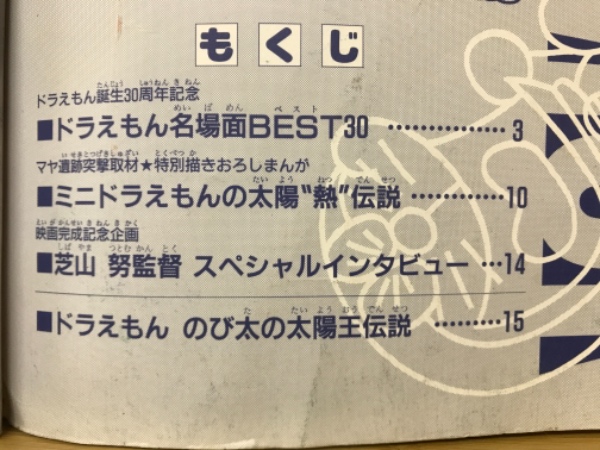 もくじ
ドラえもん誕生30周年記念
■ドラえもん名場面BEST30 ……………3
マヤ遺跡突撃取材★特別描きおろしまんが
■ミニドラえもんの太陽“熱”伝説…………10
映画完成記念企画
■芝山 努監督 スペシャルインタビュー …14
■ドラえもん のび太の太陽王伝説 ………15